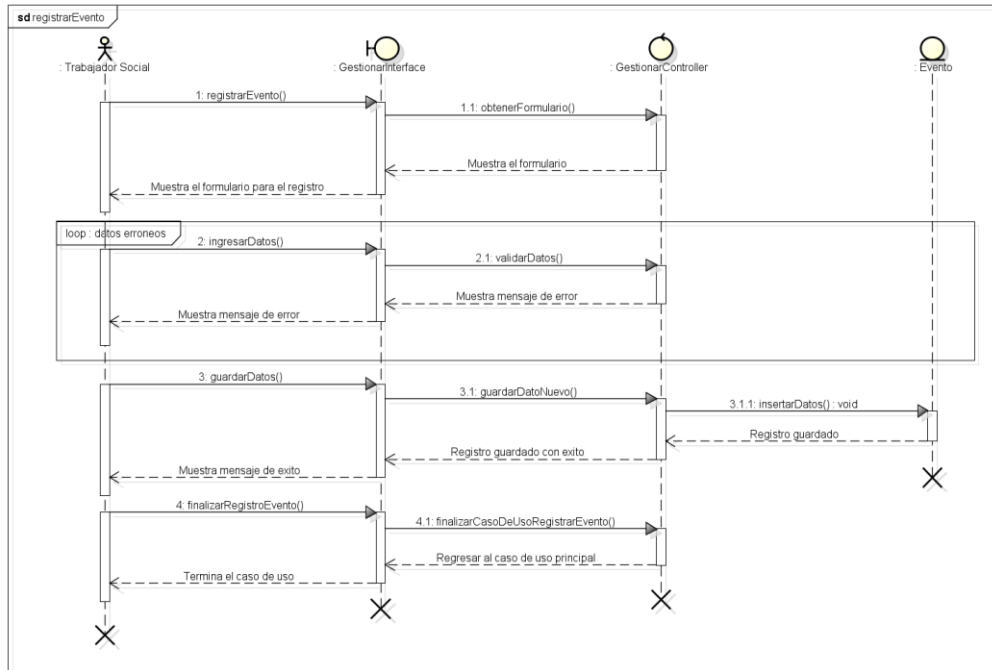 sd registrarEvento
: Trabajador Social
: GestionarInterface
: GestionarController
: Evento
1: registrarEvento()
1.1: obtenerFormulario()
Muestra el formulario
Muestra el formulario para el registro
loop : datos erroneos
2: ingresarDatos()
2.1: validarDatos()
Muestra mensaje de error
Muestra mensaje de error
3: guardarDatos()
3.1: guardarDatoNuevo()
3.1.1: insertarDatos() : void
Registro guardado
Registro guardado con exito
Muestra mensaje de exito
4: finalizarRegistroEvento()
4.1: finalizarCasoDeUsoRegistrarEvento()
Regresar al caso de uso principal
Termina el caso de uso